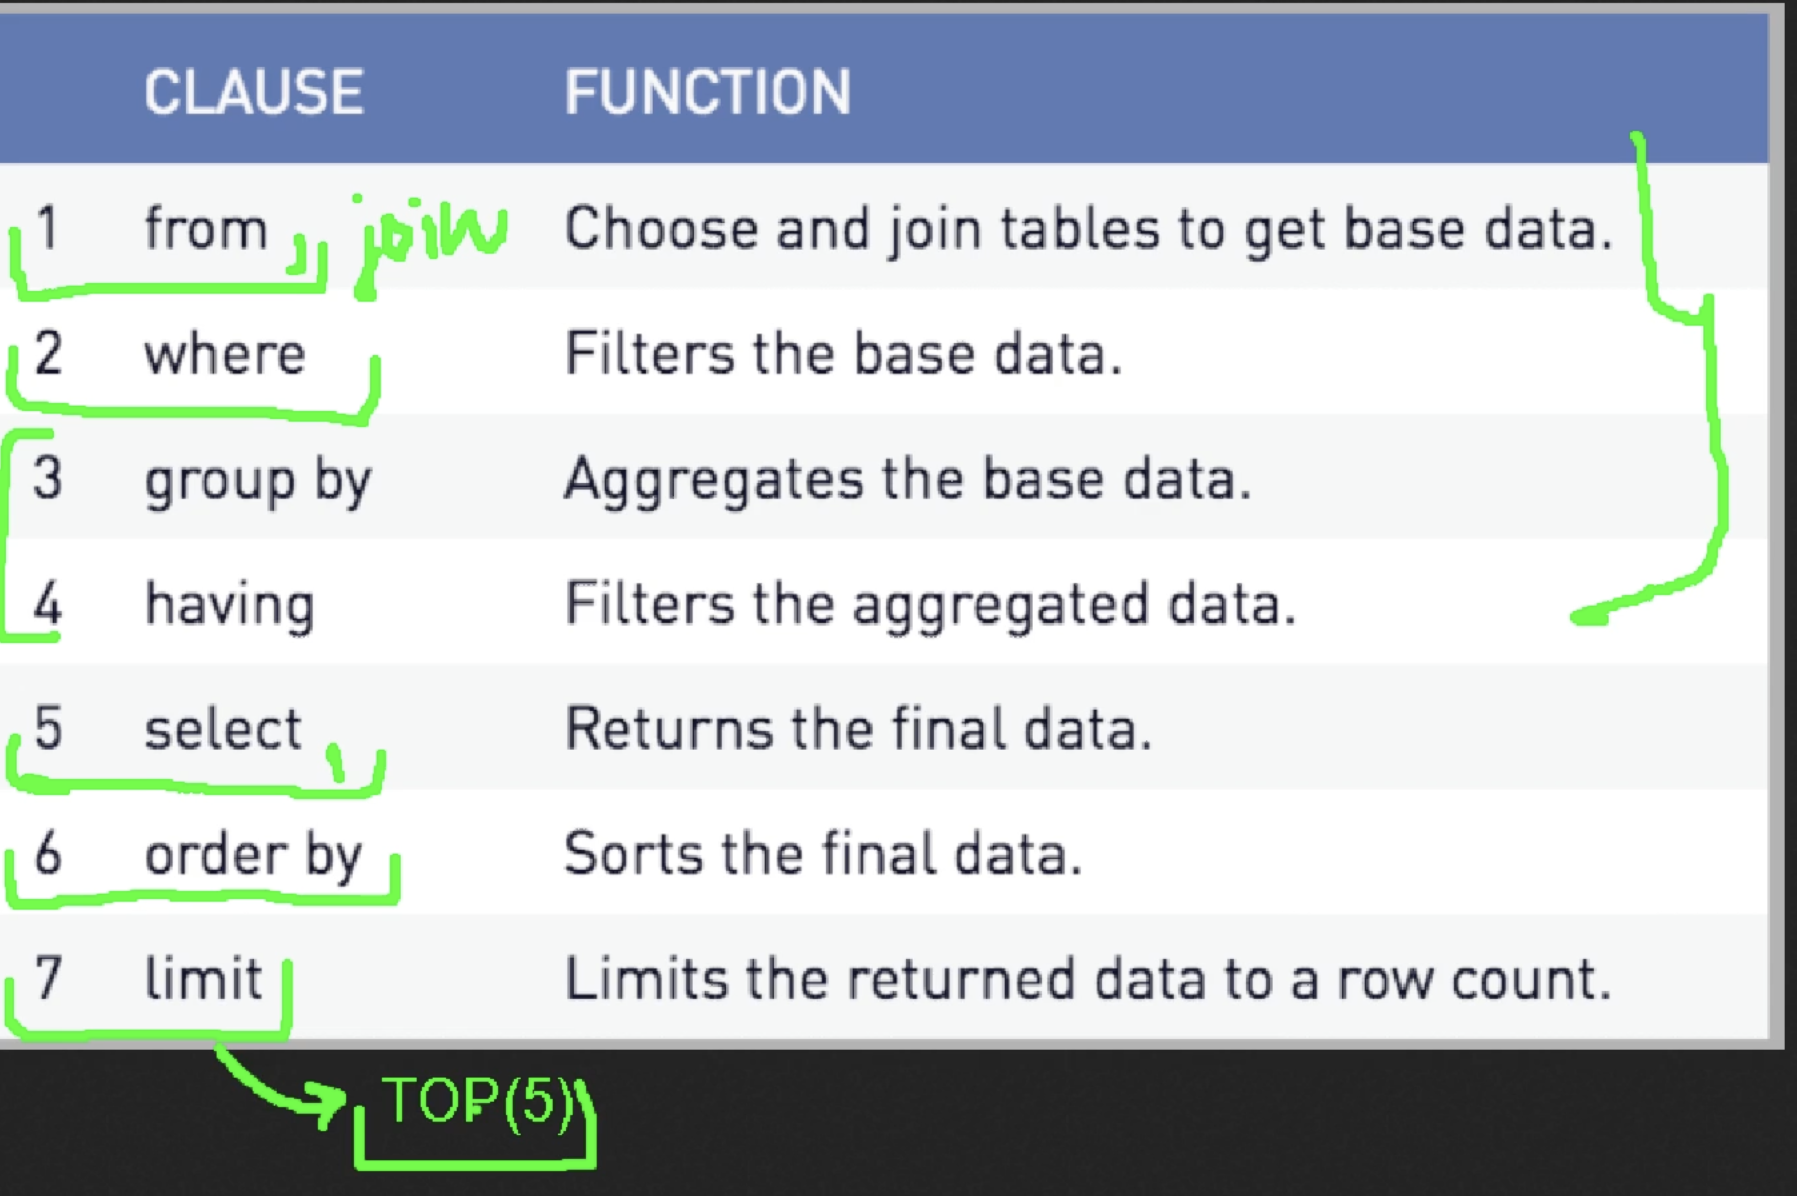 CLAUSE FUNCTION
1 from , join Choose and join tables to get base data.
2 where Filters the base data.
3 group by Aggregates the base data.
4 having Filters the aggregated data.
5 select Returns the final data.
6 order by Sorts the final data.
7 limit Limits the returned data to a row count.
TOP(5)